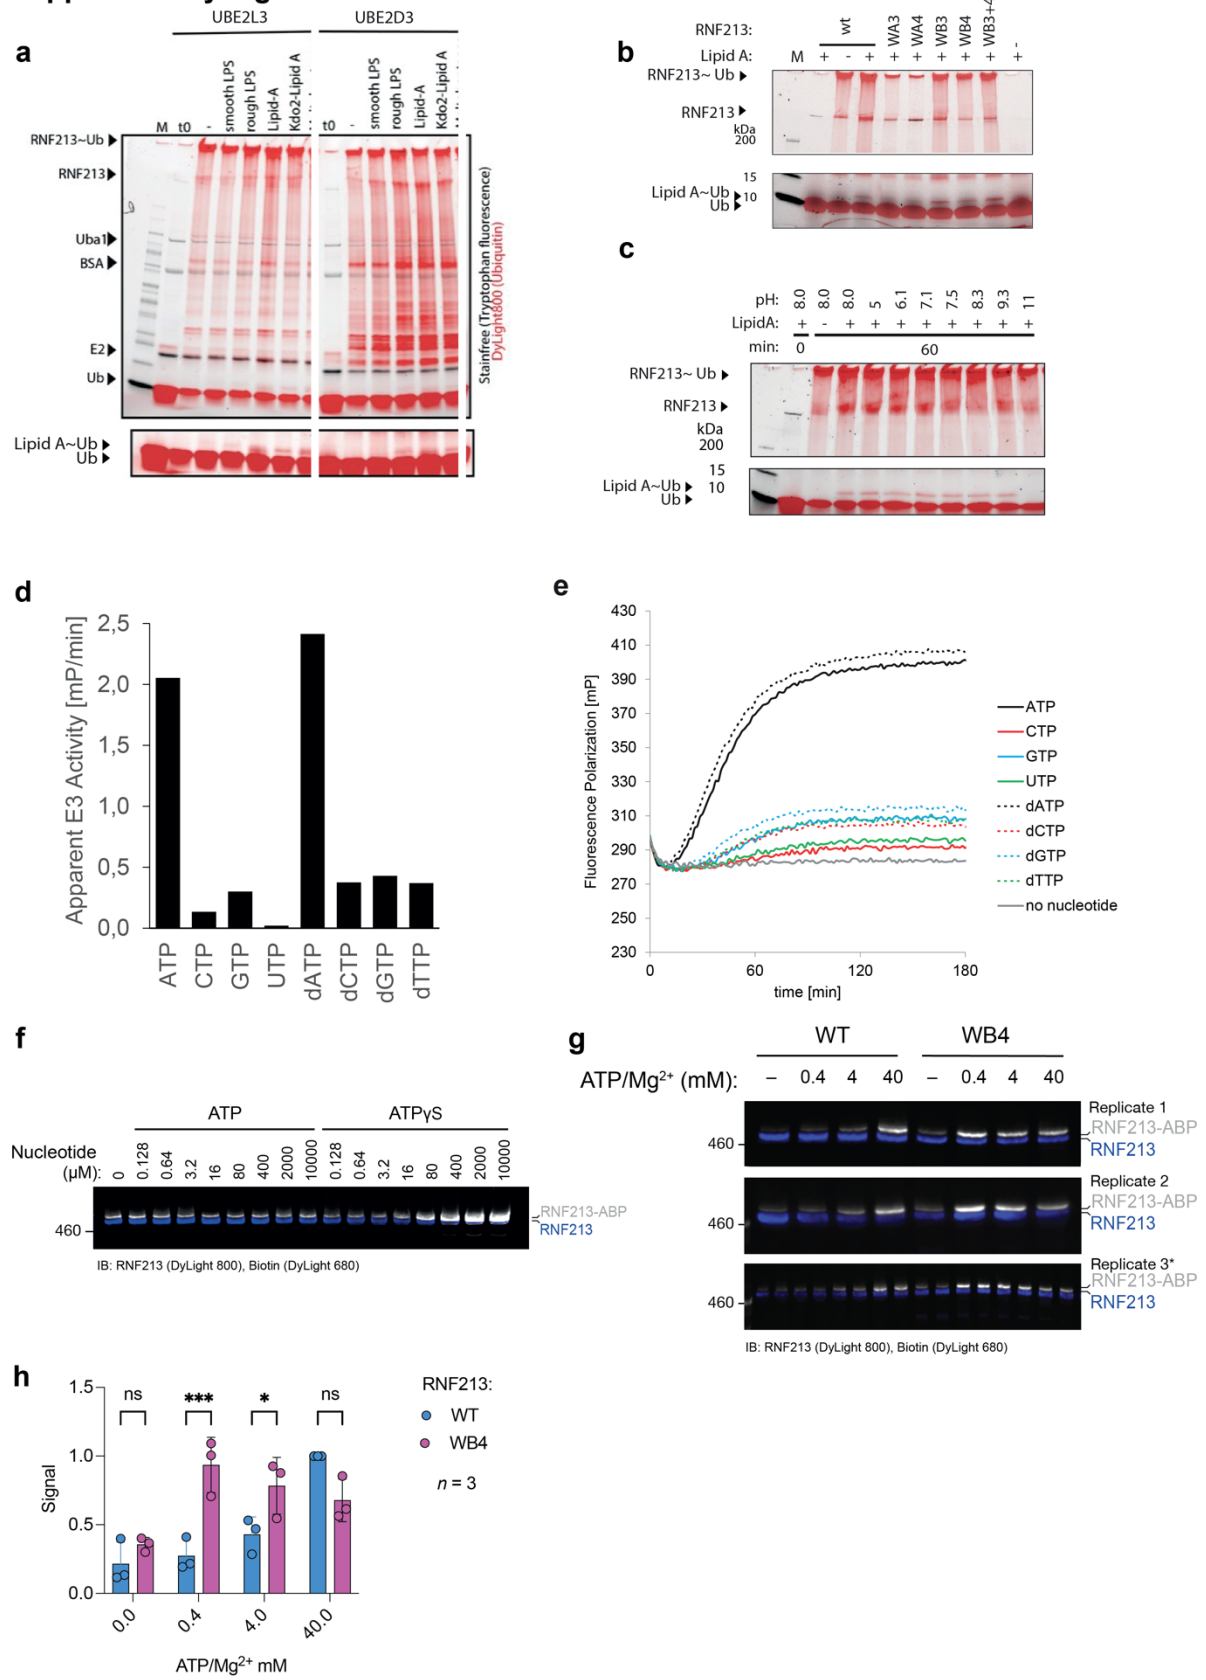 a
UBE2L3
UBE2D3
M
t0
-
smooth LPS
rough LPS
Lipid-A
Kdo2-Lipid A
t0
-
smooth LPS
rough LPS
Lipid-A
Kdo2-Lipid A
RNF213~Ub
RNF213
Uba1
BSA
E2
Ub
Stainfree (Tryptophan fluorescence)
DyLight800 (Ubiquitin)
Lipid A~Ub
Ub
b
RNF213:
wt
WA3
WA4
WB3
WB4
WB3+4
-
Lipid A:
M
+ - + + + + + + +
RNF213~ Ub
RNF213
kDa
200
15
Lipid A~Ub
10
Ub
c
pH: 8.0 8.0 8.0 5 6.1 7.1 7.5 8.3 9.3 11
LipidA: + - + + + + + + + +
min: 0 60
RNF213~ Ub
RNF213
kDa
200
15
Lipid A~Ub
10
Ub
d
Apparent E3 Activity [mP/min]
2,5
2,0
1,5
1,0
0,5
0,0
ATP
CTP
GTP
UTP
dATP
dCTP
dGTP
dTTP
e
Fluorescence Polarization [mP]
430
410
390
370
350
330
310
290
270
250
230
0 60 120 180
time [min]
ATP
CTP
GTP
UTP
dATP
dCTP
dGTP
dTTP
no nucleotide
f
ATP ATPγS
Nucleotide
(µM):
0 0.128 0.64 3.2 16 80 400 2000 10000 0.128 0.64 3.2 16 80 400 2000 10000
460
RNF213-ABP
RNF213
IB: RNF213 (DyLight 800), Biotin (DyLight 680)
g
WT WB4
ATP/Mg²⁺ (mM): – 0.4 4 40 – 0.4 4 40
Replicate 1
RNF213-ABP
460
RNF213
Replicate 2
RNF213-ABP
460
RNF213
Replicate 3*
RNF213-ABP
460
RNF213
IB: RNF213 (DyLight 800), Biotin (DyLight 680)
h
Signal
1.5
1.0
0.5
0.0
ns *** * ns
RNF213:
WT
WB4
n = 3
0.0 0.4 4.0 40.0
ATP/Mg²⁺ mM